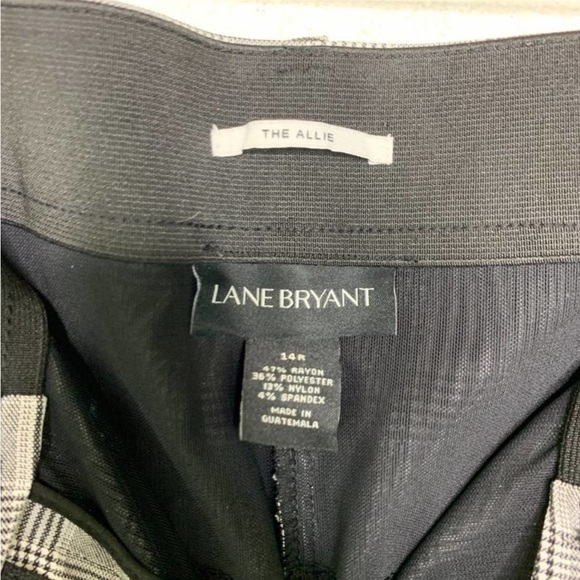 THE ALLIE
LANE BRYANT
14R
47% RAYON
36% POLYESTER
13% NYLON
4% SPANDEX
MADE IN
GUATEMALA